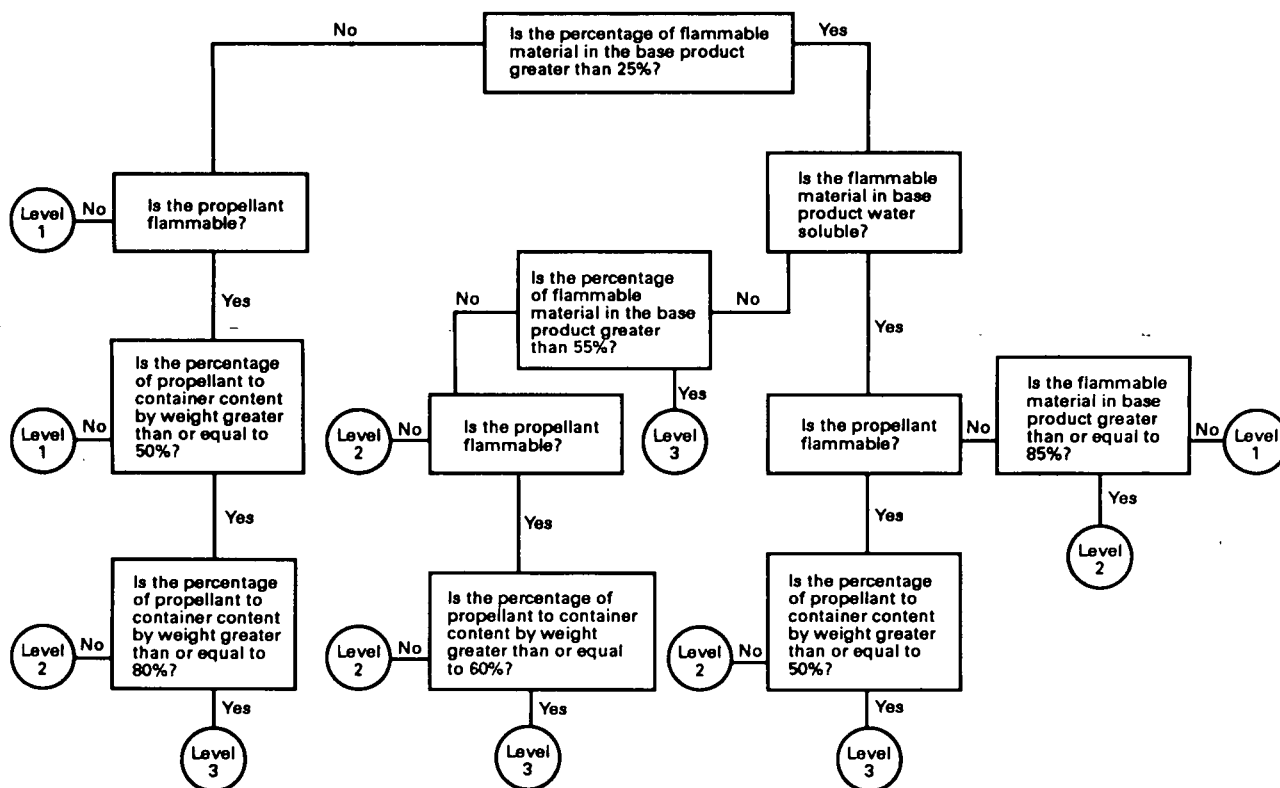 No
Is the percentage of flammable
material in the base product
greater than 25%?
Yes
Level
1
No
Is the propellant
flammable?
Is the flammable
material in base
product water
soluble?
Yes
No
Is the percentage
of flammable
material in the base
product greater
than 55%?
No
Yes
Level
1
No
Is the percentage
of propellant to
container content
by weight greater
than or equal to
50%?
Level
2
No
Is the propellant
flammable?
Yes
Level
3
Is the propellant
flammable?
No
Is the flammable
material in base
product greater
than or equal to
85%?
No
Level
1
Yes
Yes
Yes
Yes
Level
2
Level
2
No
Is the percentage
of propellant to
container content
by weight greater
than or equal to
80%?
Level
2
No
Is the percentage of
propellant to container
content by weight
greater than or equal
to 60%?
Level
2
No
Is the percentage of
propellant to
container content
by weight greater
than or equal to
50%?
Yes
Level
3
Yes
Level
3
Yes
Level
3